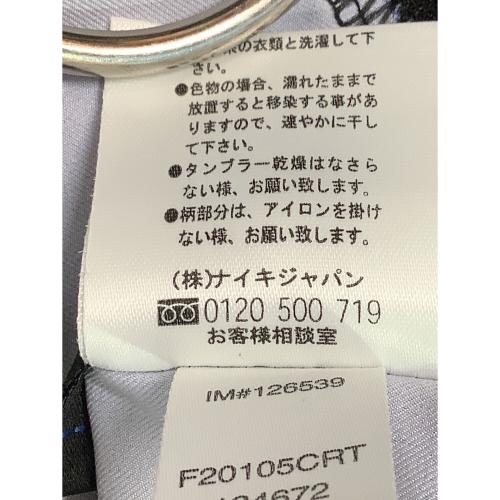 の衣類と洗濯して下
さい。
◉色物の場合、濡れたままで
放置すると移染する事があ
りますので、速やかに干し
て下さい。
◉タンブラー乾燥はなさら
ない様、お願い致します。
◉柄部分は、アイロンを掛け
ない様、お願い致します。
(株)ナイキジャパン
0120 500 719
お客様相談室
IM#126539
F20105CRT